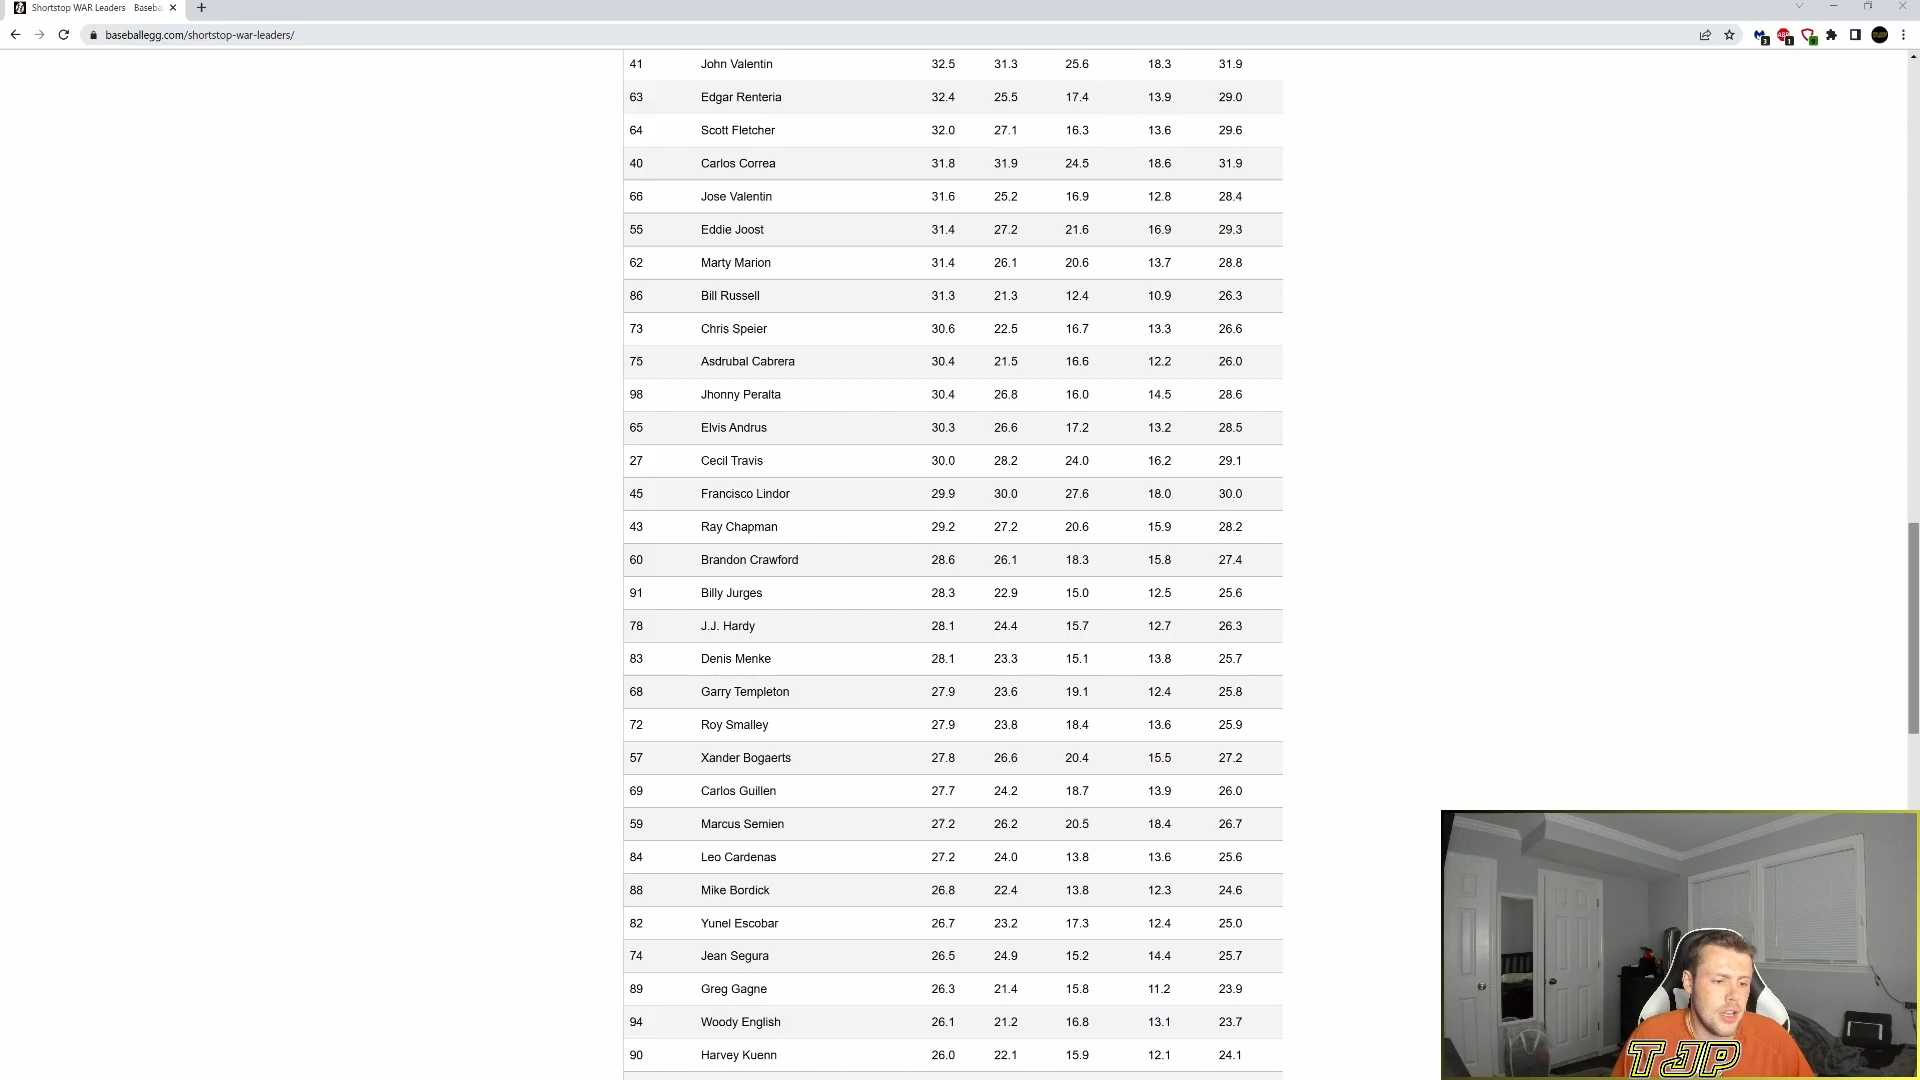 Shortstop WAR Leaders Baseba
baseballegg.com/shortstop-war-leaders/
41 John Valentin 32.5 31.3 25.6 18.3 31.9
63 Edgar Renteria 32.4 25.5 17.4 13.9 29.0
64 Scott Fletcher 32.0 27.1 16.3 13.6 29.6
40 Carlos Correa 31.8 31.9 24.5 18.6 31.9
66 Jose Valentin 31.6 25.2 16.9 12.8 28.4
55 Eddie Joost 31.4 27.2 21.6 16.9 29.3
62 Marty Marion 31.4 26.1 20.6 13.7 28.8
86 Bill Russell 31.3 21.3 12.4 10.9 26.3
73 Chris Speier 30.6 22.5 16.7 13.3 26.6
75 Asdrubal Cabrera 30.4 21.5 16.6 12.2 26.0
98 Jhonny Peralta 30.4 26.8 16.0 14.5 28.6
65 Elvis Andrus 30.3 26.6 17.2 13.2 28.5
27 Cecil Travis 30.0 28.2 24.0 16.2 29.1
45 Francisco Lindor 29.9 30.0 27.6 18.0 30.0
43 Ray Chapman 29.2 27.2 20.6 15.9 28.2
60 Brandon Crawford 28.6 26.1 18.3 15.8 27.4
91 Billy Jurges 28.3 22.9 15.0 12.5 25.6
78 J.J. Hardy 28.1 24.4 15.7 12.7 26.3
83 Denis Menke 28.1 23.3 15.1 13.8 25.7
68 Garry Templeton 27.9 23.6 19.1 12.4 25.8
72 Roy Smalley 27.9 23.8 18.4 13.6 25.9
57 Xander Bogaerts 27.8 26.6 20.4 15.5 27.2
69 Carlos Guillen 27.7 24.2 18.7 13.9 26.0
59 Marcus Semien 27.2 26.2 20.5 18.4 26.7
84 Leo Cardenas 27.2 24.0 13.8 13.6 25.6
88 Mike Bordick 26.8 22.4 13.8 12.3 24.6
82 Yunel Escobar 26.7 23.2 17.3 12.4 25.0
74 Jean Segura 26.5 24.9 15.2 14.4 25.7
89 Greg Gagne 26.3 21.4 15.8 11.2 23.9
94 Woody English 26.1 21.2 16.8 13.1 23.7
90 Harvey Kuenn 26.0 22.1 15.9 12.1 24.1
TJP